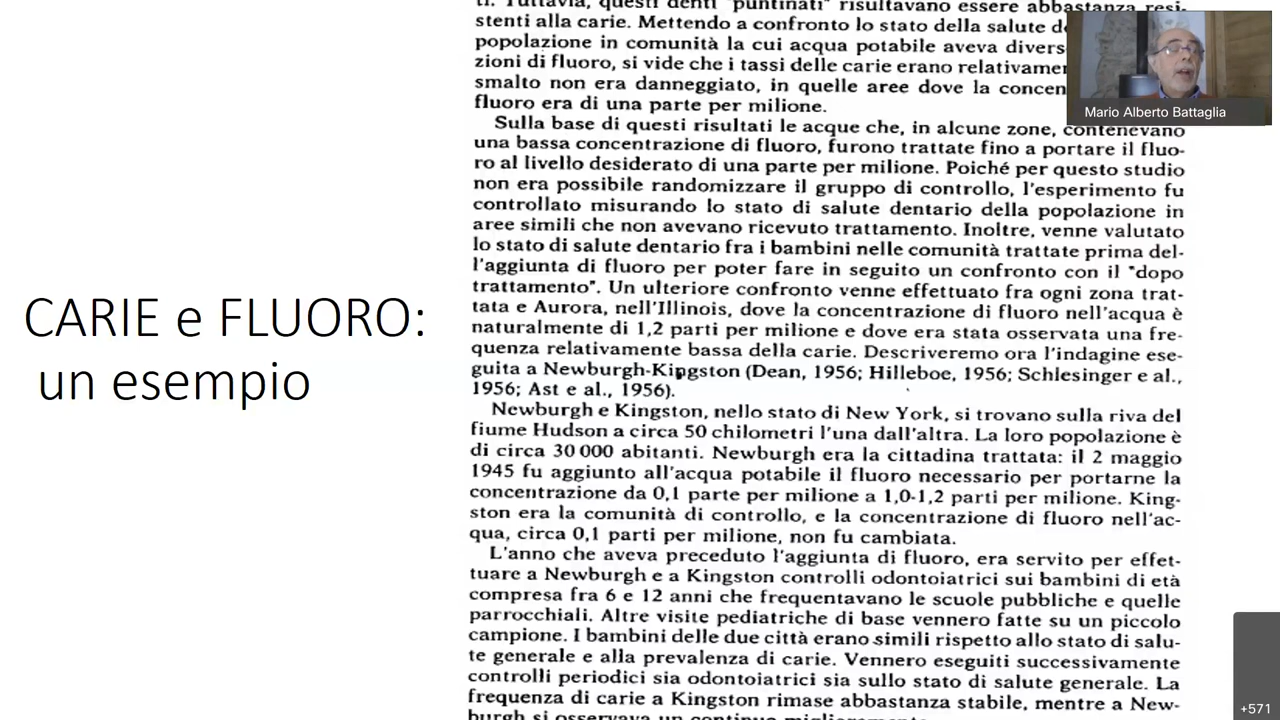 CARIE e FLUORO:
un esempio
ti. Tuttavia, questi denti "puntinati" risultavano essere abbastanza resi-
stenti alla carie. Mettendo a confronto lo stato della salute
popolazione in comunità la cui acqua potabile aveva
zioni di fluoro, si vide che i tassi delle carie erano
smalto non era danneggiato, in quelle aree dove la
fluoro era di una parte per milione.
Sulla base di questi risultati le acque che, in alcune zone, contenevano
una bassa concentrazione di fluoro, furono trattate fino a portare il fluo-
ro al livello desiderato di una parte per milione. Poiché per questo studio
non era possibile randomizzare il gruppo di controllo, l'esperimento fu
controllato misurando lo stato di salute dentario della popolazione in
aree simili che non avevano ricevuto trattamento. Inoltre, venne valutato
lo stato di salute dentario fra i bambini nelle comunità trattate prima del-
l'aggiunta di fluoro per poter fare in seguito un confronto con il "dopo
trattamento". Un ulteriore confronto venne effettuato fra ogni zona trat-
tata e Aurora, nell'Illinois, dove la concentrazione di fluoro nell'acqua è
naturalmente di 1,2 parti per milione e dove era stata osservata una fre-
quenza relativamente bassa della carie. Descriveremo ora l'indagine ese-
guita a Newburgh-Kingston (Dean, 1956; Hilleboe, 1956; Schlesinger e al.,
1956; Ast e al., 1956).
Newburgh e Kingston, nello stato di New York, si trovano sulla riva del
fiume Hudson a circa 50 chilometri l'una dall'altra. La loro popolazione è
di circa 30 000 abitanti. Newburgh era la cittadina trattata: il 2 maggio
1945 fu aggiunto all'acqua potabile il fluoro necessario per portarne la
concentrazione da 0,1 parte per milione a 1,0-1,2 parti per milione. King-
ston era la comunità di controllo, e la concentrazione di fluoro nell'ac-
qua, circa 0,1 parti per milione, non fu cambiata.
L'anno che aveva preceduto l'aggiunta di fluoro, era servito per effet-
tuare a Newburgh e a Kingston controlli odontoiatrici sui bambini di età
compresa fra 6 e 12 anni che frequentavano le scuole pubbliche e quelle
parrocchiali. Altre visite pediatriche di base vennero fatte su un piccolo
campione. I bambini delle due città erano simili rispetto allo stato di salu-
te generale e alla prevalenza di carie. Vennero eseguiti successivamente
controlli periodici sia odontoiatrici sia sullo stato di salute generale. La
frequenza di carie a Kingston rimase abbastanza stabile, mentre a New-
burgh si osservava un continuo miglioramento
Mario Alberto Battaglia
+571